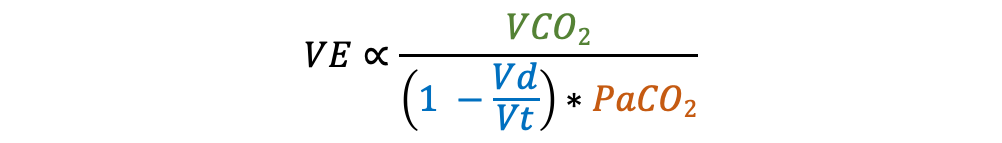 VE ∝ VCO₂
(1 − Vd
Vt) * PaCO₂